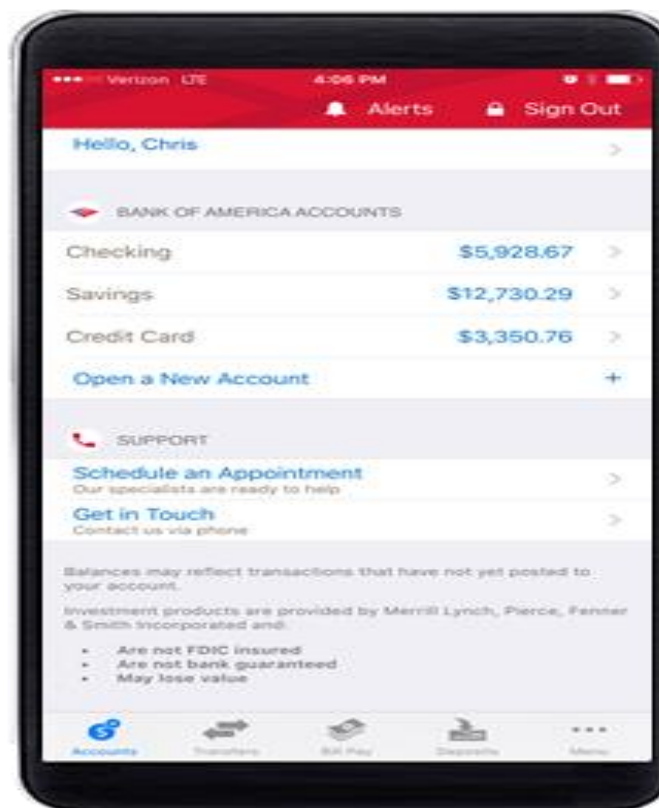 Verizon LTE 4:06 PM
Alerts Sign Out
Hello, Chris
BANK OF AMERICA ACCOUNTS
Checking $5,928.67
Savings $12,730.29
Credit Card $3,350.76
Open a New Account +
SUPPORT
Schedule an Appointment
Our specialists are ready to help
Get in Touch
Contact us via phone
Balances may reflect transactions that have not yet posted to
your account.
Investment products are provided by Merrill Lynch, Pierce, Fenner
& Smith Incorporated and:
• Are not FDIC insured
• Are not bank guaranteed
• May lose value
Accounts Transfers Bill Pay Deposits Menu